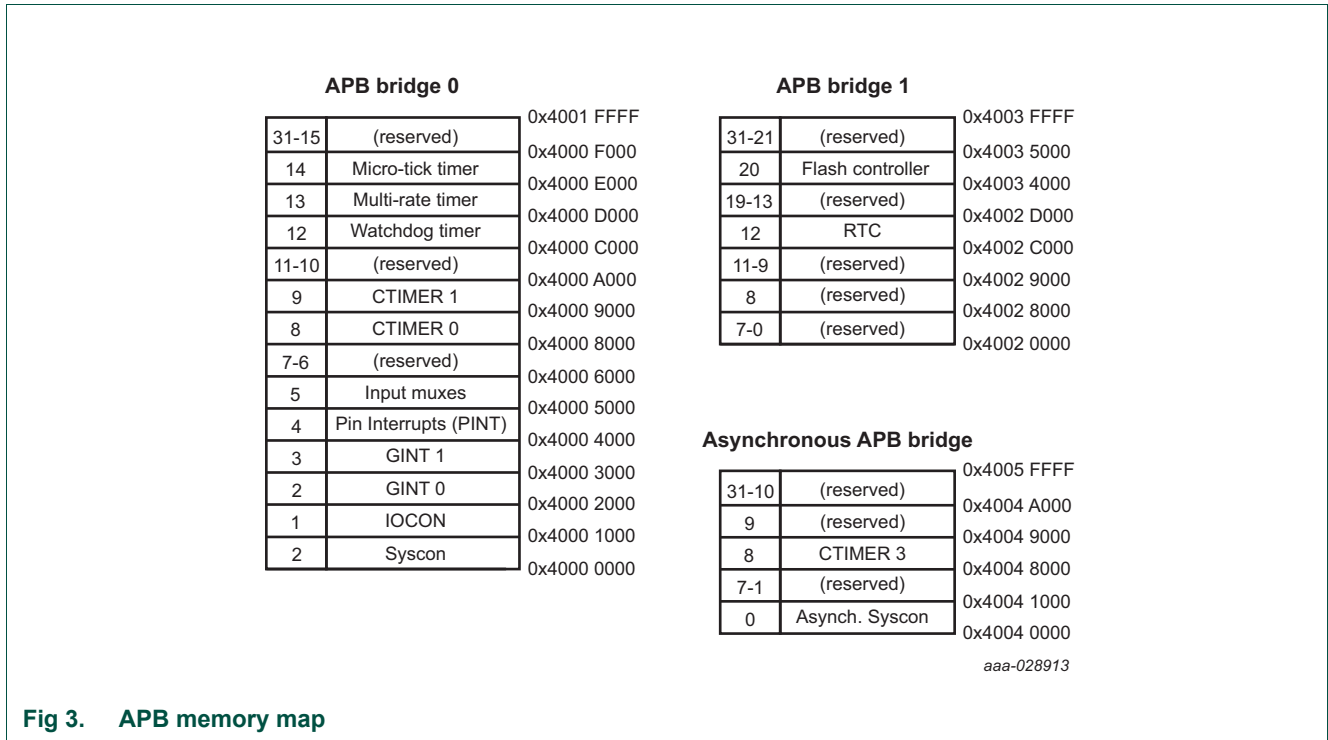 APB bridge 0
0x4001 FFFF
31-15 (reserved)
0x4000 F000
14 Micro-tick timer
0x4000 E000
13 Multi-rate timer
0x4000 D000
12 Watchdog timer
0x4000 C000
11-10 (reserved)
0x4000 A000
9 CTIMER 1
0x4000 9000
8 CTIMER 0
0x4000 8000
7-6 (reserved)
0x4000 6000
5 Input muxes
0x4000 5000
4 Pin Interrupts (PINT)
0x4000 4000
3 GINT 1
0x4000 3000
2 GINT 0
0x4000 2000
1 IOCON
0x4000 1000
2 Syscon
0x4000 0000
APB bridge 1
0x4003 FFFF
31-21 (reserved)
0x4003 5000
20 Flash controller
0x4003 4000
19-13 (reserved)
0x4002 D000
12 RTC
0x4002 C000
11-9 (reserved)
0x4002 9000
8 (reserved)
0x4002 8000
7-0 (reserved)
0x4002 0000
Asynchronous APB bridge
0x4005 FFFF
31-10 (reserved)
0x4004 A000
9 (reserved)
0x4004 9000
8 CTIMER 3
0x4004 8000
7-1 (reserved)
0x4004 1000
0 Asynch. Syscon
0x4004 0000
aaa-028913
Fig 3. APB memory map